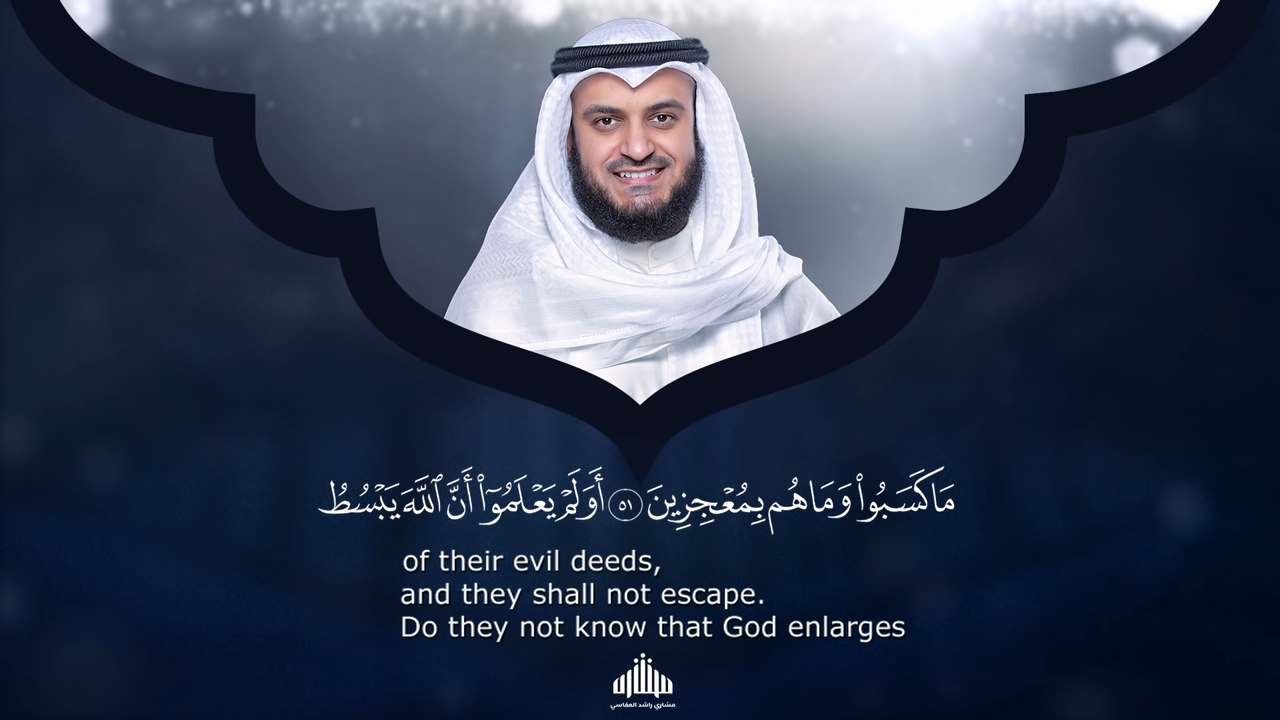 مَا كَسَبُوا۟ وَمَا هُم بِمُعْجِزِينَ ٥١ أَوَلَمْ يَعْلَمُوٓا۟ أَنَّ ٱللَّهَ يَبْسُطُ
of their evil deeds,
and they shall not escape.
Do they not know that God enlarges
مشاري راشد العفاسي